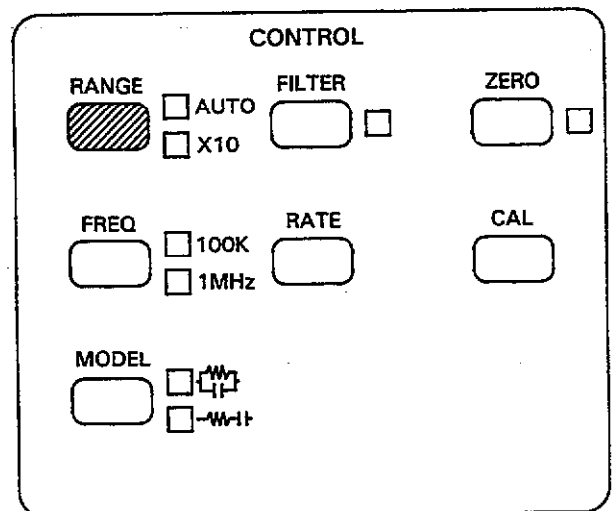 CONTROL
RANGE
AUTO
X10
FILTER
ZERO
FREQ
100K
1MHz
RATE
CAL
MODEL